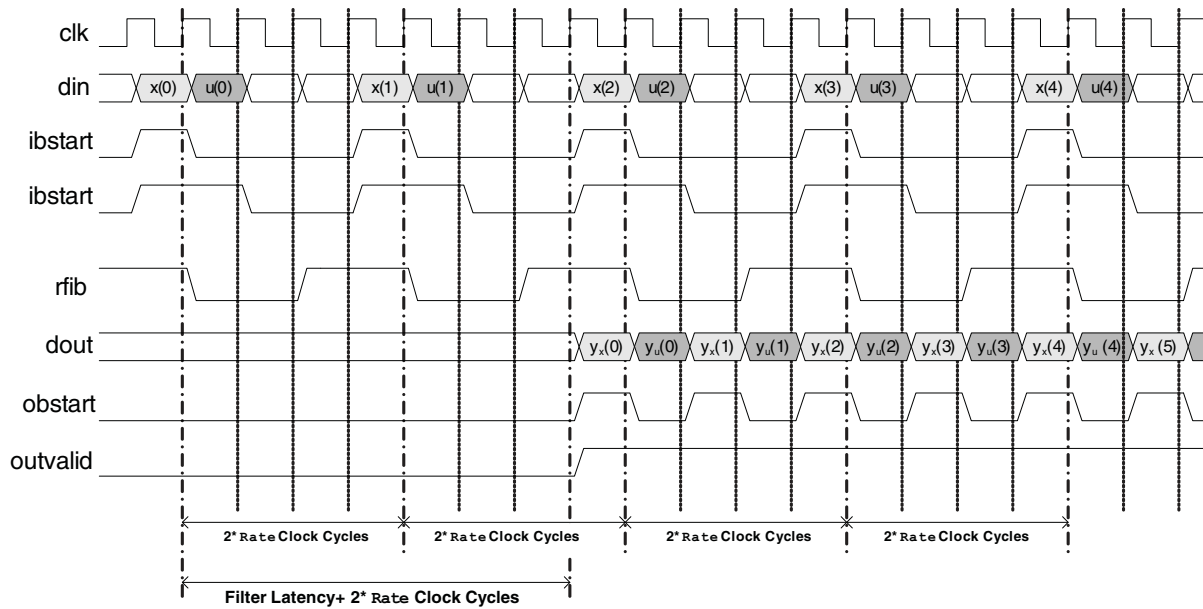 clk
din x(0) u(0) x(1) u(1) x(2) u(2) x(3) u(3) x(4) u(4)
ibstart
ibstart
rfib
dout yx(0) yu(0) yx(1) yu(1) yx(2) yu(2) yx(3) yu(3) yx(4) yu (4) yx (5)
obstart
outvalid
2* Rate Clock Cycles 2* Rate Clock Cycles 2* Rate Clock Cycles 2* Rate Clock Cycles
Filter Latency+ 2* Rate Clock Cycles